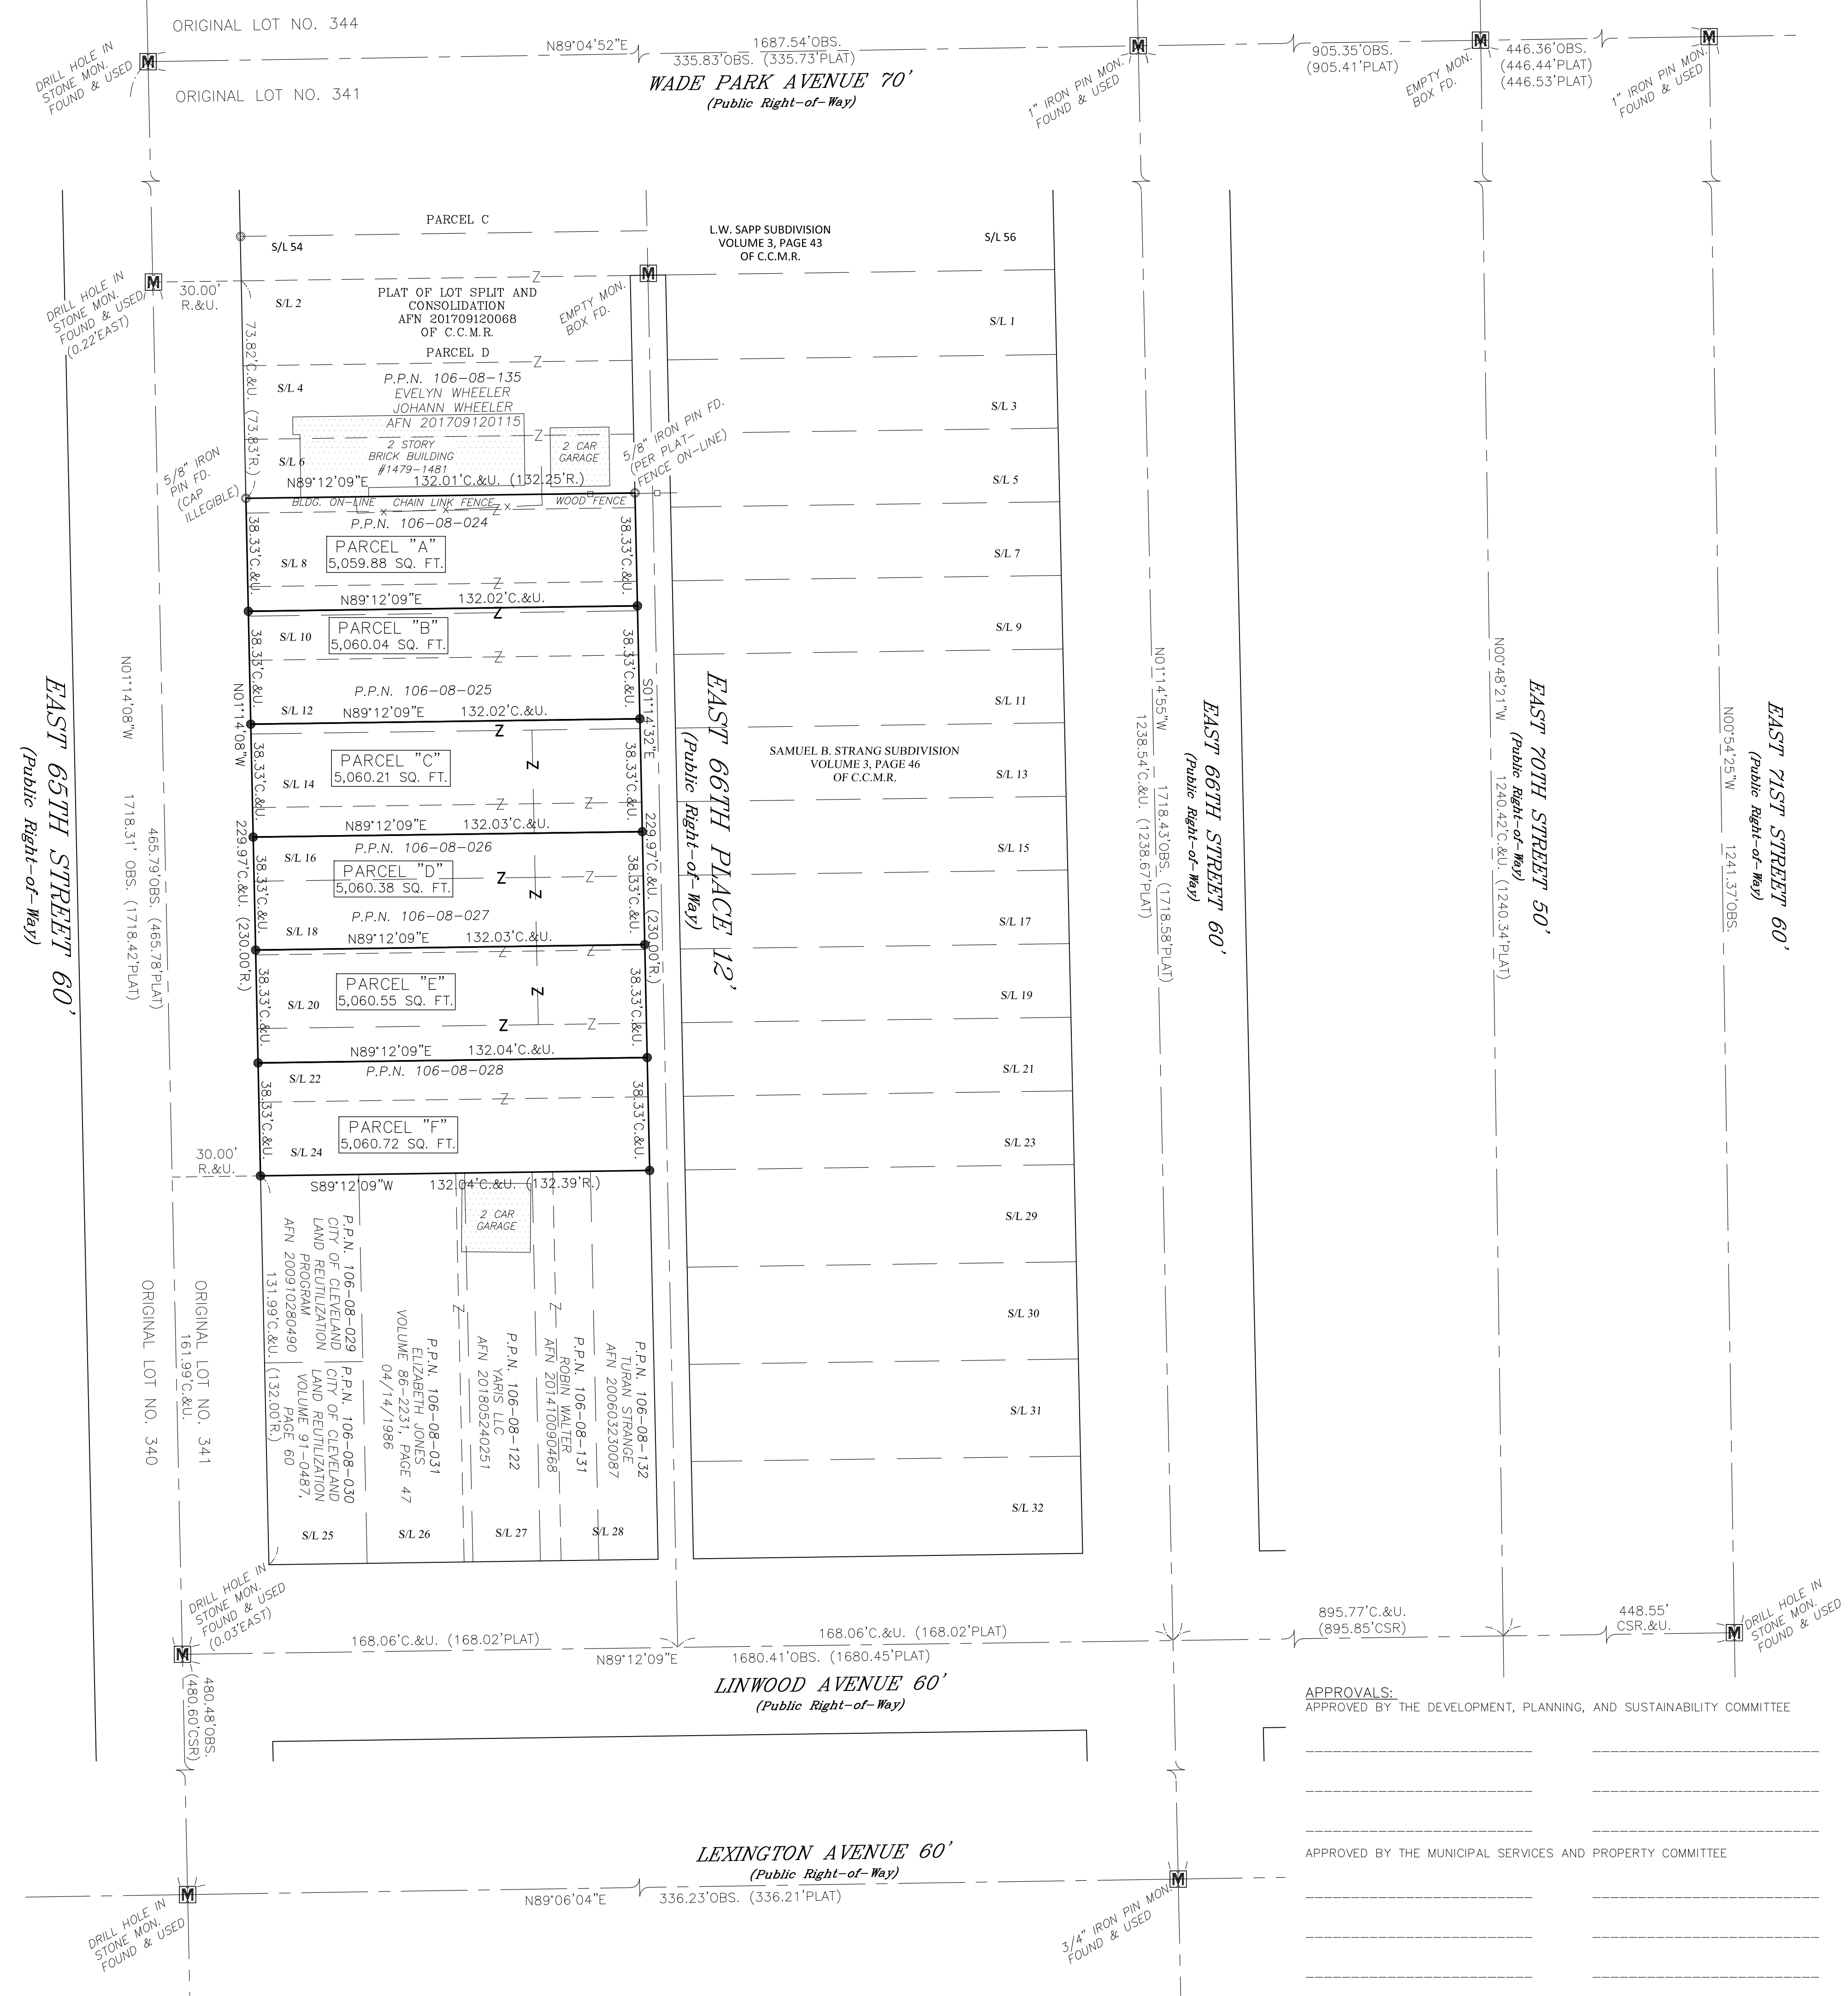 ORIGINAL LOT NO. 344
DRILL HOLE IN
STONE MON.
FOUND & USED
N89°04'52"E
1687.54'OBS.
335.83'OBS. (335.73'PLAT)
WADE PARK AVENUE 70'
(Public Right-of-Way)
ORIGINAL LOT NO. 341
1" IRON PIN MON.
FOUND & USED
905.35'OBS.
(905.41'PLAT)
EMPTY MON.
BOX FD.
446.36'OBS.
(446.44'PLAT)
(446.53'PLAT)
1" IRON PIN MON.
FOUND & USED
M
M
M
M
PARCEL C
S/L 54
L.W. SAPP SUBDIVISION
VOLUME 3, PAGE 43
OF C.C.M.R.
S/L 56
DRILL HOLE IN
STONE MON.
FOUND & USED
(0.22'EAST)
M
30.00'
R.&U.
S/L 2
PLAT OF LOT SPLIT AND
CONSOLIDATION
AFN 201709120068
OF C.C.M.R.
PARCEL D
EMPTY MON.
BOX FD.
M
S/L 1
73.82'C.&U. (73.83'R.)
S/L 4
P.P.N. 106-08-135
EVELYN WHEELER
JOHANN WHEELER
AFN 201709120115
S/L 3
2 STORY
BRICK BUILDING
#1479-1481
2 CAR
GARAGE
5/8" IRON PIN FD.
(PER PLAT-
FENCE ON-LINE)
5/8" IRON
PIN FD.
(CAP
ILLEGIBLE)
S/L 6
N89°12'09"E 132.01'C.&U. (132.25'R.)
S/L 5
BLDG. ON-LINE CHAIN LINK FENCE WOOD FENCE
P.P.N. 106-08-024
38.33'C.&U.
38.33'C.&U.
PARCEL "A"
5,059.88 SQ. FT.
S/L 8
S/L 7
N89°12'09"E 132.02'C.&U.
PARCEL "B"
5,060.04 SQ. FT.
S/L 10
S/L 9
38.33'C.&U.
38.33'C.&U.
P.P.N. 106-08-025
S/L 12
N89°12'09"E 132.02'C.&U.
S/L 11
PARCEL "C"
5,060.21 SQ. FT.
S/L 14
38.33'C.&U.
38.33'C.&U.
SAMUEL B. STRANG SUBDIVISION
VOLUME 3, PAGE 46
OF C.C.M.R.
S/L 13
N89°12'09"E 132.03'C.&U.
P.P.N. 106-08-026
S/L 16
S/L 15
PARCEL "D"
5,060.38 SQ. FT.
38.33'C.&U.
38.33'C.&U.
P.P.N. 106-08-027
S/L 18
N89°12'09"E 132.03'C.&U.
S/L 17
PARCEL "E"
5,060.55 SQ. FT.
S/L 20
38.33'C.&U.
38.33'C.&U.
S/L 19
N89°12'09"E 132.04'C.&U.
P.P.N. 106-08-028
S/L 22
S/L 21
PARCEL "F"
5,060.72 SQ. FT.
S/L 24
38.33'C.&U.
38.33'C.&U.
S/L 23
30.00'
R.&U.
S89°12'09"W 132.04'C.&U. (132.39'R.)
EAST 65TH STREET 60'
(Public Right-of-Way)
N01°14'08"W 1718.31' OBS. (1718.42'PLAT)
465.79'OBS. (465.78'PLAT)
N01°14'08"W 229.97'C.&U. (230.00'R.)
S01°14'32"E 229.97'C.&U. (230.00'R.)
EAST 66TH PLACE 12'
(Public Right-of-Way)
N01°14'55"W 1718.43'OBS. (1718.58'PLAT)
1238.54'C.&U. (1238.67'PLAT)
EAST 66TH STREET 60'
(Public Right-of-Way)
N00°48'21"W 1240.42'C.&U. (1240.34'PLAT)
EAST 70TH STREET 50'
(Public Right-of-Way)
N00°54'25"W 1241.37'OBS.
EAST 71ST STREET 60'
(Public Right-of-Way)
2 CAR
GARAGE
S/L 29
S/L 30
S/L 31
S/L 32
ORIGINAL LOT NO. 340
ORIGINAL LOT NO. 341
161.99'C.&U.
131.99'C.&U. (132.00'R.)
P.P.N. 106-08-029
CITY OF CLEVELAND
LAND REUTILIZATION
PROGRAM
AFN 200910280490
P.P.N. 106-08-030
CITY OF CLEVELAND
LAND REUTILIZATION
VOLUME 91-0487,
PAGE 60
P.P.N. 106-08-031
ELIZABETH JONES
VOLUME 86-2231, PAGE 47
04/14/1986
P.P.N. 106-08-122
YARIS LLC
AFN 201805240251
P.P.N. 106-08-131
ROBIN WALTER
AFN 201410090468
P.P.N. 106-08-132
TURAN STRANGE
AFN 200603230087
S/L 25
S/L 26
S/L 27
S/L 28
DRILL HOLE IN
STONE MON.
FOUND & USED
(0.03'EAST)
M
168.06'C.&U. (168.02'PLAT)
168.06'C.&U. (168.02'PLAT)
N89°12'09"E 1680.41'OBS. (1680.45'PLAT)
895.77'C.&U.
(895.85'CSR)
448.55'
CSR.&U.
M
DRILL HOLE IN
STONE MON.
FOUND & USED
480.48'OBS.
(480.60'CSR)
LINWOOD AVENUE 60'
(Public Right-of-Way)
APPROVALS:
APPROVED BY THE DEVELOPMENT, PLANNING, AND SUSTAINABILITY COMMITTEE
APPROVED BY THE MUNICIPAL SERVICES AND PROPERTY COMMITTEE
LEXINGTON AVENUE 60'
(Public Right-of-Way)
N89°06'04"E 336.23'OBS. (336.21'PLAT)
M
DRILL HOLE IN
STONE MON.
FOUND & USED
M
3/4" IRON PIN MON.
FOUND & USED